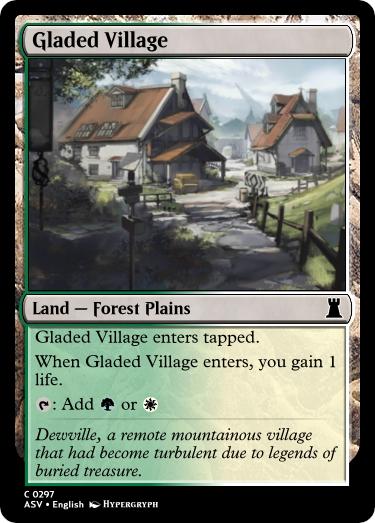 Gladed Village
Land — Forest Plains
Gladed Village enters tapped.
When Gladed Village enters, you gain 1
life.
: Add or
Dewville, a remote mountainous village
that had become turbulent due to legends of
buried treasure.
C 0297
ASV • English Hypergryph